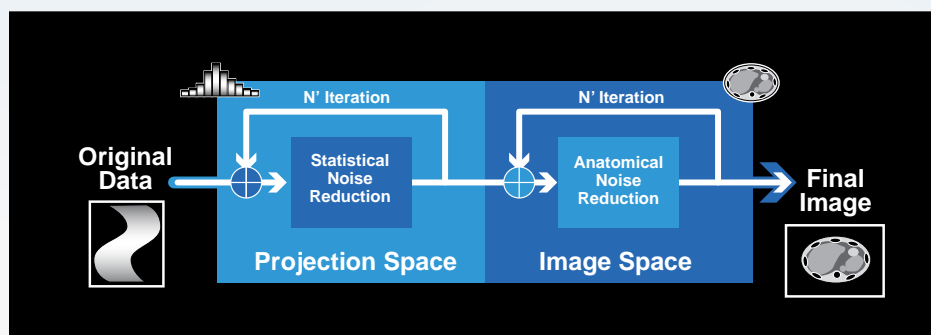 N' Iteration
N' Iteration
Original
Data
Statistical
Noise
Reduction
Anatomical
Noise
Reduction
Final
Image
Projection Space
Image Space